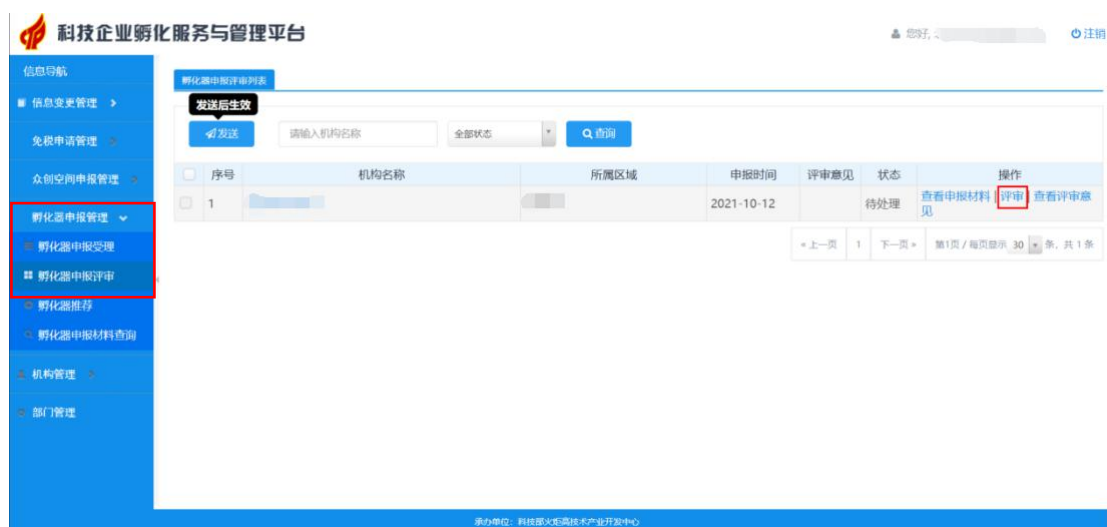 科技企业孵化服务与管理平台
您好,
注销
信息导航
信息变更管理
免税申请管理
众创空间申报管理
孵化器申报管理
孵化器申报受理
孵化器申报评审
孵化器推荐
孵化器申报材料查询
机构管理
部门管理
孵化器申报评审列表
发送后生效
发送
请输入机构名称
全部状态
查询
序号 机构名称 所属区域 申报时间 评审意见 状态 操作
1 2021-10-12 待处理 查看申报材料 | 评审 | 查看评审意
见
«上一页 1 下一页» 第1页/每页显示 30 条,共1条
承办单位:科技部火炬高技术产业开发中心